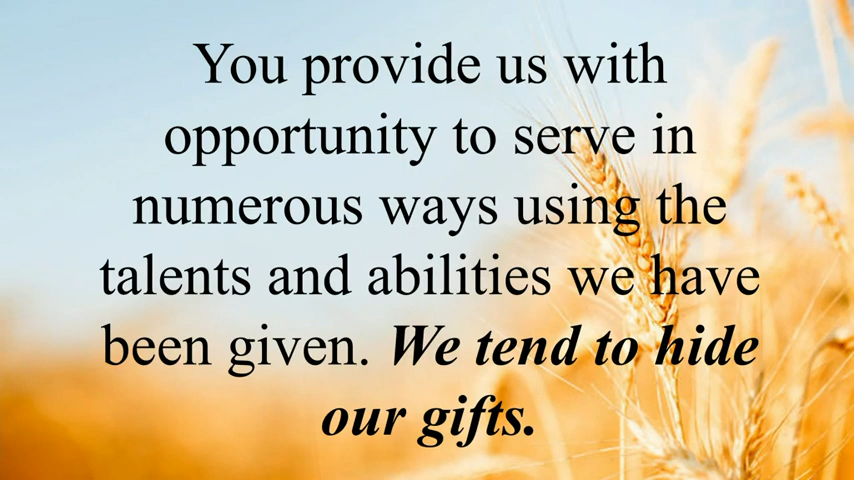 You provide us with
opportunity to serve in
numerous ways using the
talents and abilities we have
been given. We tend to hide
our gifts.